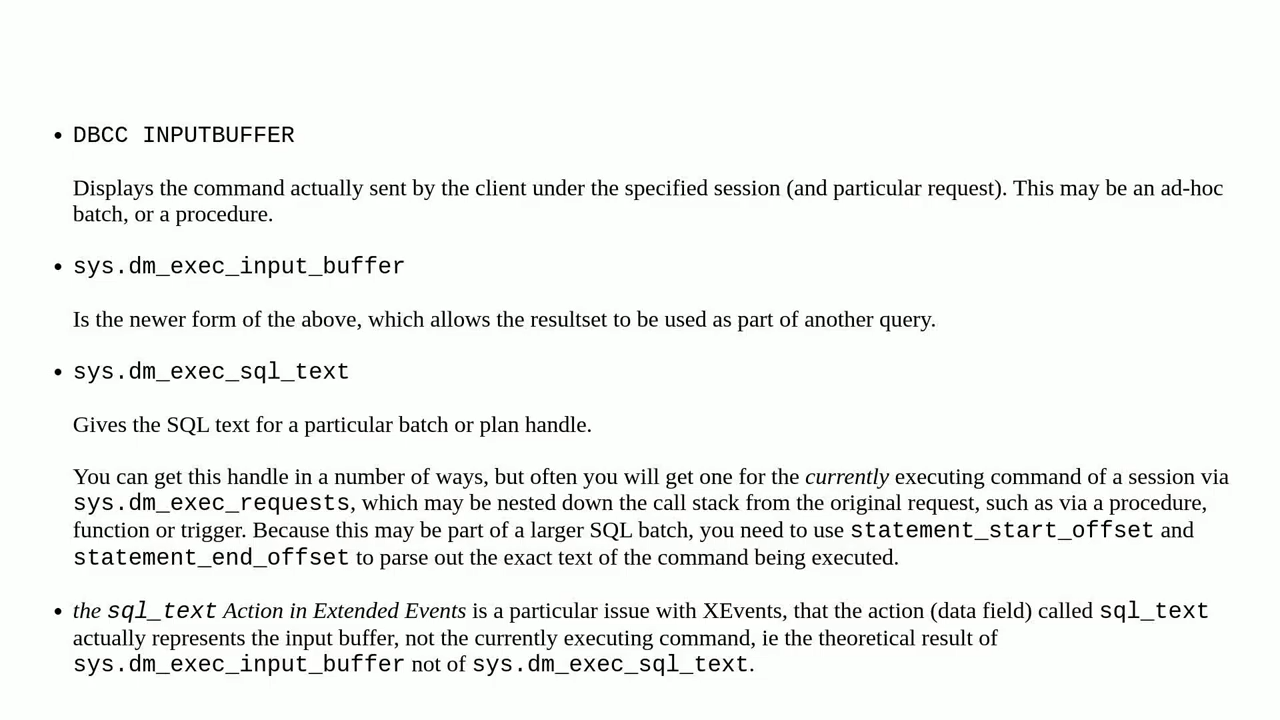 • DBCC INPUTBUFFER
Displays the command actually sent by the client under the specified session (and particular request). This may be an ad-hoc
batch, or a procedure.
• sys.dm_exec_input_buffer
Is the newer form of the above, which allows the resultset to be used as part of another query.
• sys.dm_exec_sql_text
Gives the SQL text for a particular batch or plan handle.
You can get this handle in a number of ways, but often you will get one for the currently executing command of a session via
sys.dm_exec_requests, which may be nested down the call stack from the original request, such as via a procedure,
function or trigger. Because this may be part of a larger SQL batch, you need to use statement_start_offset and
statement_end_offset to parse out the exact text of the command being executed.
• the sql_text Action in Extended Events is a particular issue with XEvents, that the action (data field) called sql_text
actually represents the input buffer, not the currently executing command, ie the theoretical result of
sys.dm_exec_input_buffer not of sys.dm_exec_sql_text.